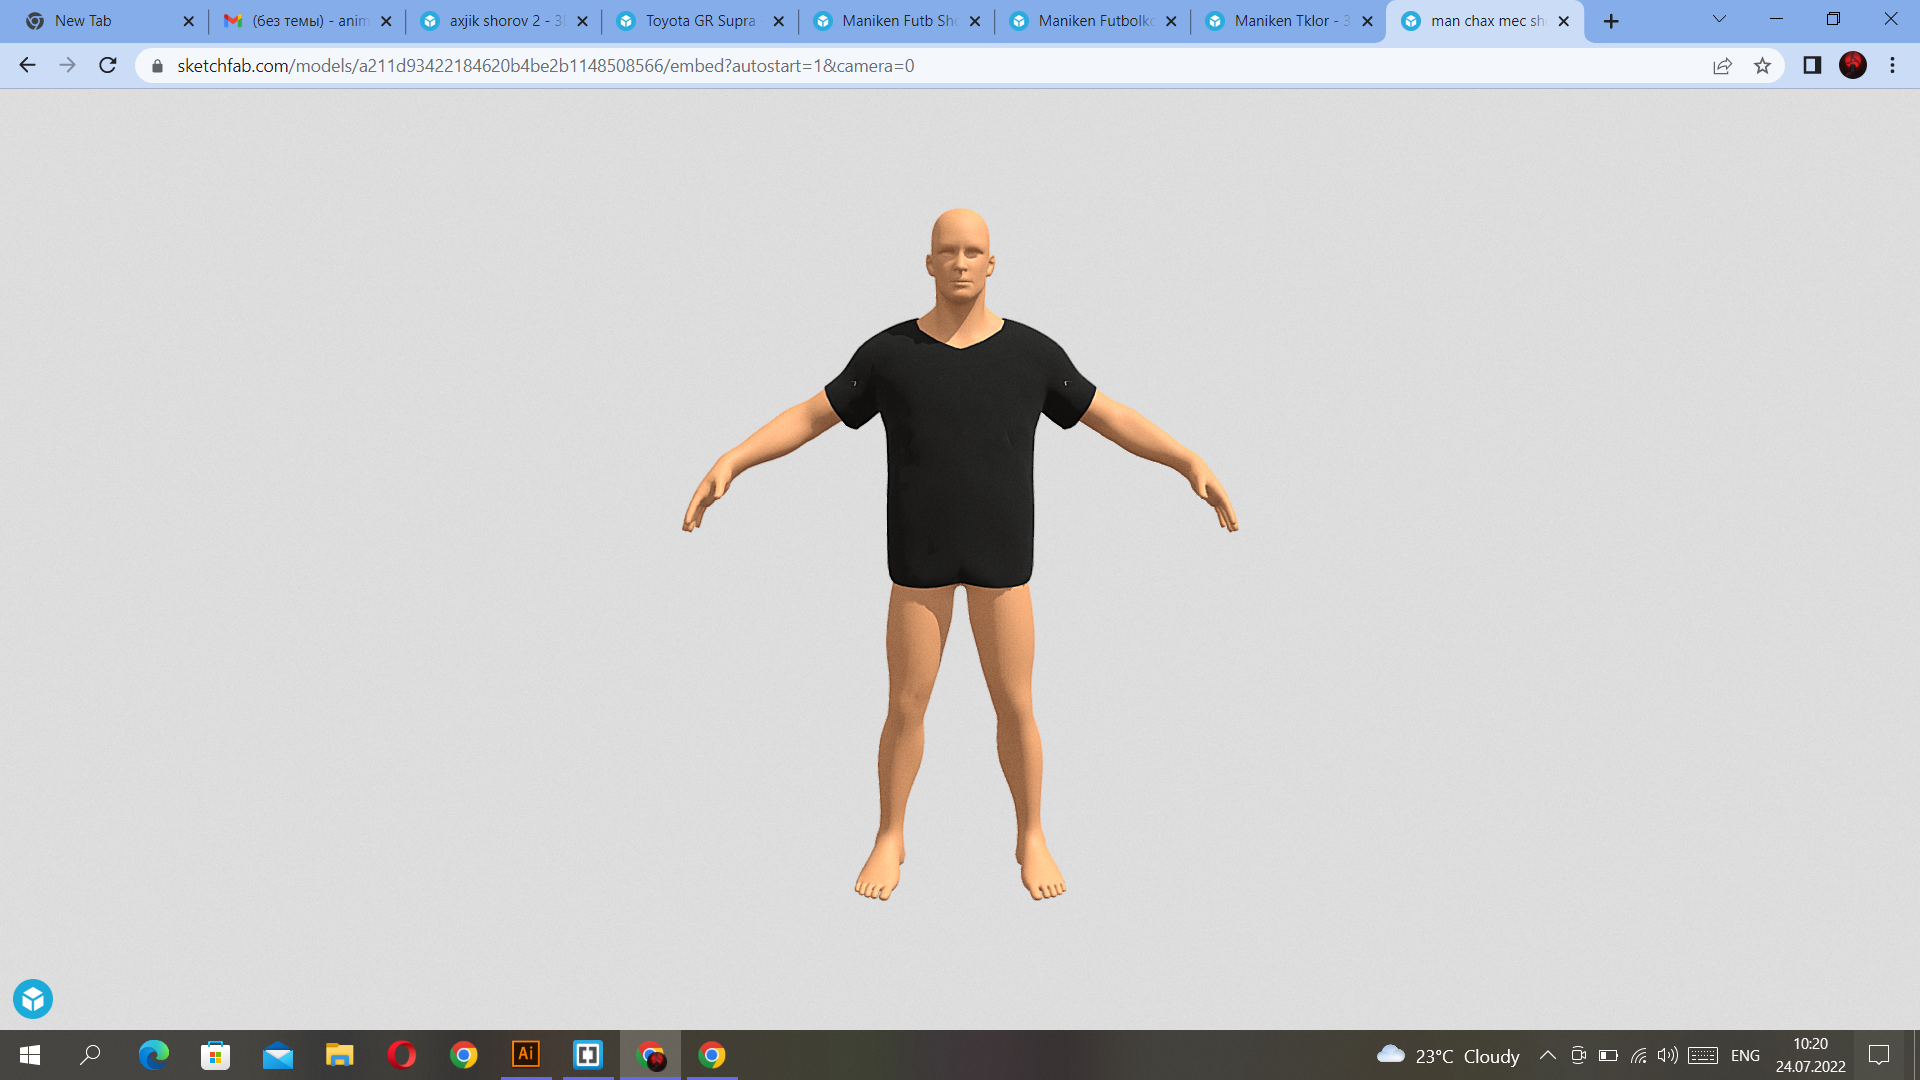 New Tab
(без темы) - anim
axjik shorov 2 - 3
Toyota GR Supra
Maniken Futb Sho
Maniken Futbolko
Maniken Tklor - 3
man chax mec sh
sketchfab.com/models/a211d93422184620b4be2b1148508566/embed?autostart=1&camera=0
Ai
23°C Cloudy
ENG
10:20
24.07.2022